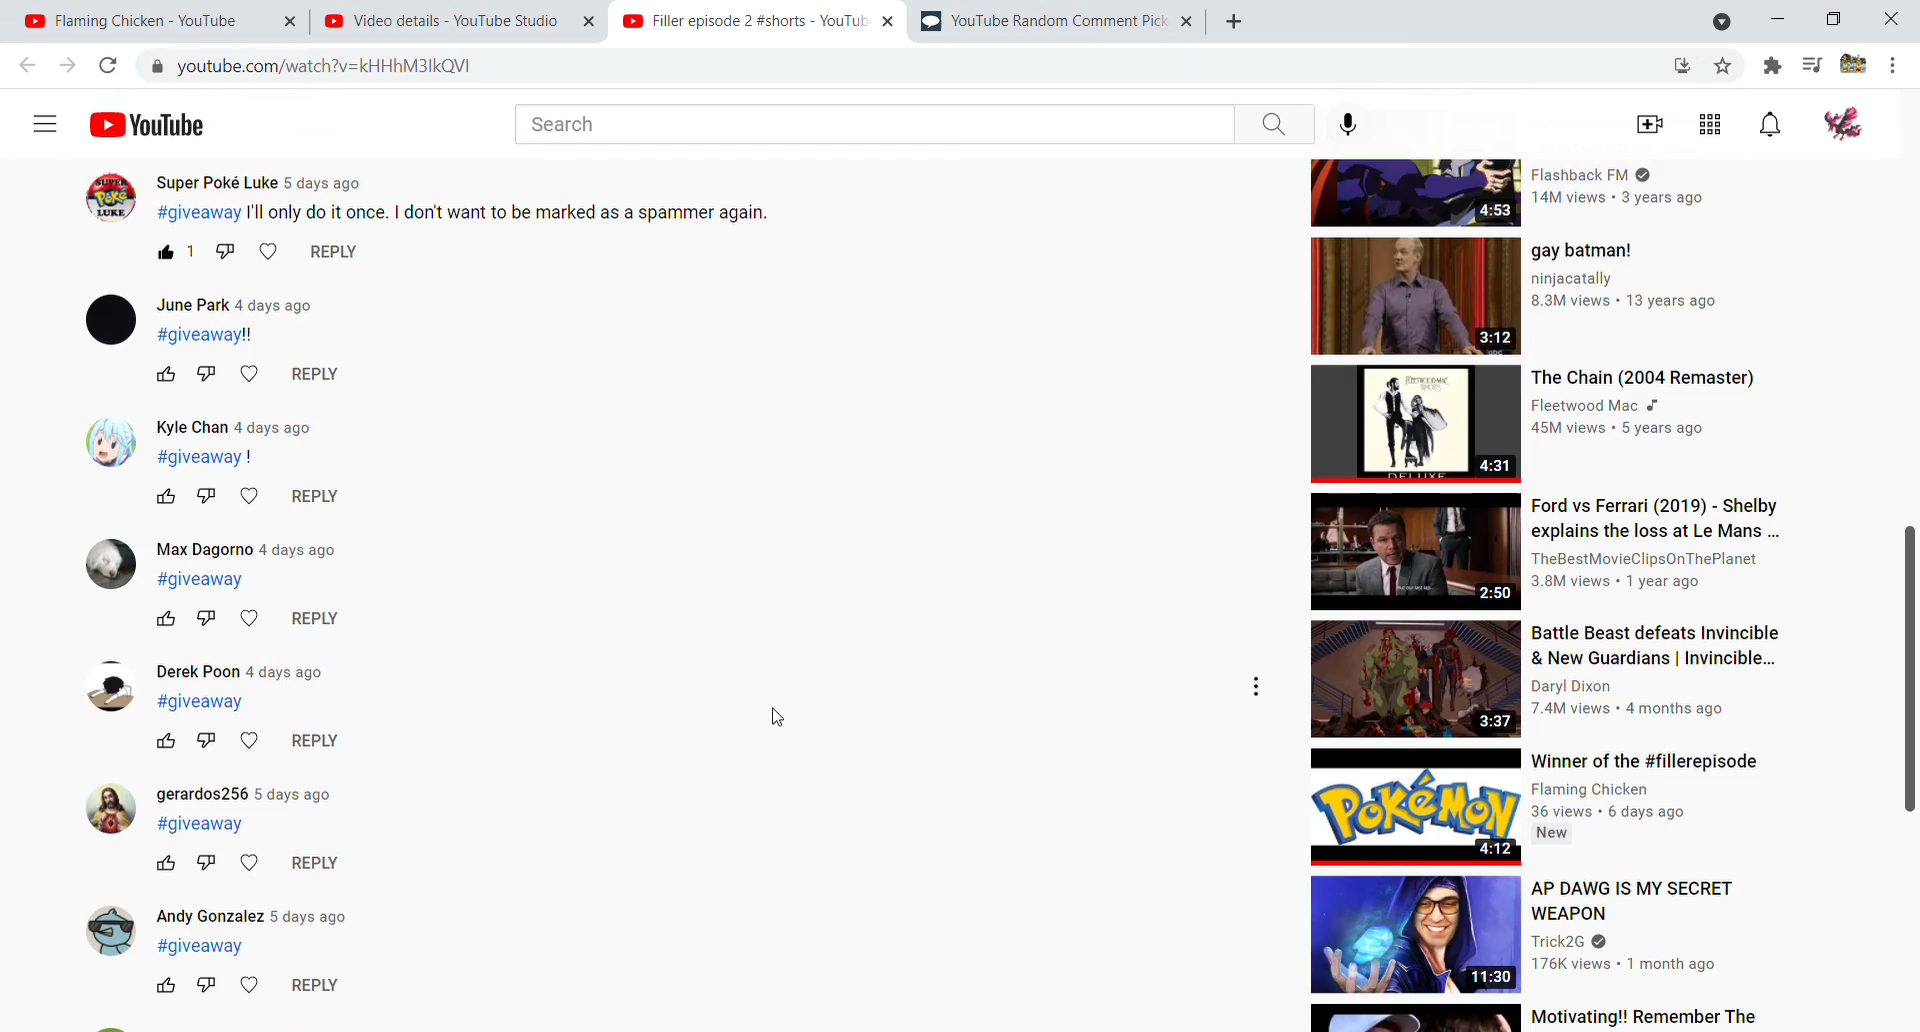 Flaming Chicken - YouTube
Video details - YouTube Studio
Filler episode 2 #shorts - YouTub
YouTube Random Comment Pick
youtube.com/watch?v=kHHhM3IkQVI
YouTube
Search
SUPER
Poké
LUKE
Super Poké Luke 5 days ago
#giveaway I'll only do it once. I don't want to be marked as a spammer again.
1
REPLY
June Park 4 days ago
#giveaway!!
REPLY
Kyle Chan 4 days ago
#giveaway !
REPLY
Max Dagorno 4 days ago
#giveaway
REPLY
Derek Poon 4 days ago
#giveaway
REPLY
gerardos256 5 days ago
#giveaway
REPLY
Andy Gonzalez 5 days ago
#giveaway
REPLY
4:53
Flashback FM
14M views • 3 years ago
3:12
gay batman!
ninjacatally
8.3M views • 13 years ago
FLEETWOOD MAC
RUMOURS
DELUXE
4:31
The Chain (2004 Remaster)
Fleetwood Mac
45M views • 5 years ago
2:50
Ford vs Ferrari (2019) - Shelby
explains the loss at Le Mans ...
TheBestMovieClipsOnThePlanet
3.8M views • 1 year ago
3:37
Battle Beast defeats Invincible
& New Guardians | Invincible...
Daryl Dixon
7.4M views • 4 months ago
POKéMON
4:12
Winner of the #fillerepisode
Flaming Chicken
36 views • 6 days ago
New
11:30
AP DAWG IS MY SECRET
WEAPON
Trick2G
176K views • 1 month ago
Motivating!! Remember The